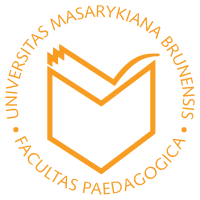 UNIVERSITAS MASARYKIANA BRUNENSIS
• FACULTAS PAEDAGOGICA •